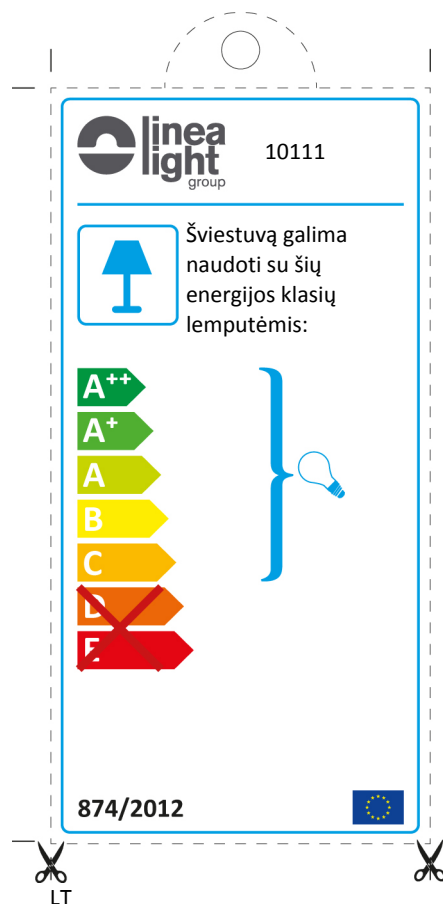 linea
light
group
10111
Šviestuvą galima
naudoti su šių
energijos klasių
lemputėmis:
A++
A+
A
B
C
D
E
874/2012
LT